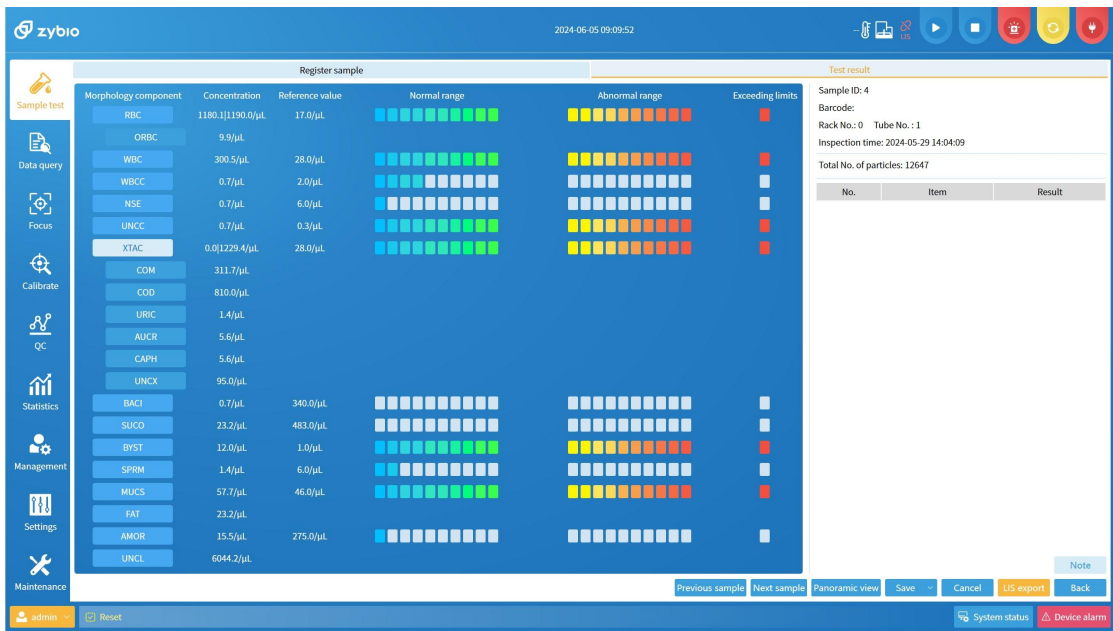 zybio
2024-06-05 09:09:52
LIS
Sample test
Data query
Focus
Calibrate
QC
Statistics
Management
Settings
Maintenance
Register sample
Test result
Morphology component Concentration Reference value Normal range Abnormal range Exceeding limits
RBC 1180.1|1190.0/μL 17.0/μL
ORBC 9.9/μL
WBC 300.5/μL 28.0/μL
WBCC 0.7/μL 2.0/μL
NSE 0.7/μL 6.0/μL
UNCC 0.7/μL 0.3/μL
XTAC 0.0|1229.4/μL 28.0/μL
COM 311.7/μL
COD 810.0/μL
URIC 1.4/μL
AUCR 5.6/μL
CAPH 5.6/μL
UNCX 95.0/μL
BACI 0.7/μL 340.0/μL
SUCO 23.2/μL 483.0/μL
BYST 12.0/μL 1.0/μL
SPRM 1.4/μL 6.0/μL
MUCS 57.7/μL 46.0/μL
FAT 23.2/μL
AMOR 15.5/μL 275.0/μL
UNCL 6044.2/μL
Sample ID: 4
Barcode:
Rack No.: 0 Tube No. : 1
Inspection time: 2024-05-29 14:04:09
Total No. of particles: 12647
No. Item Result
Note
Previous sample Next sample Panoramic view Save Cancel LIS export Back
admin Reset System status Device alarm